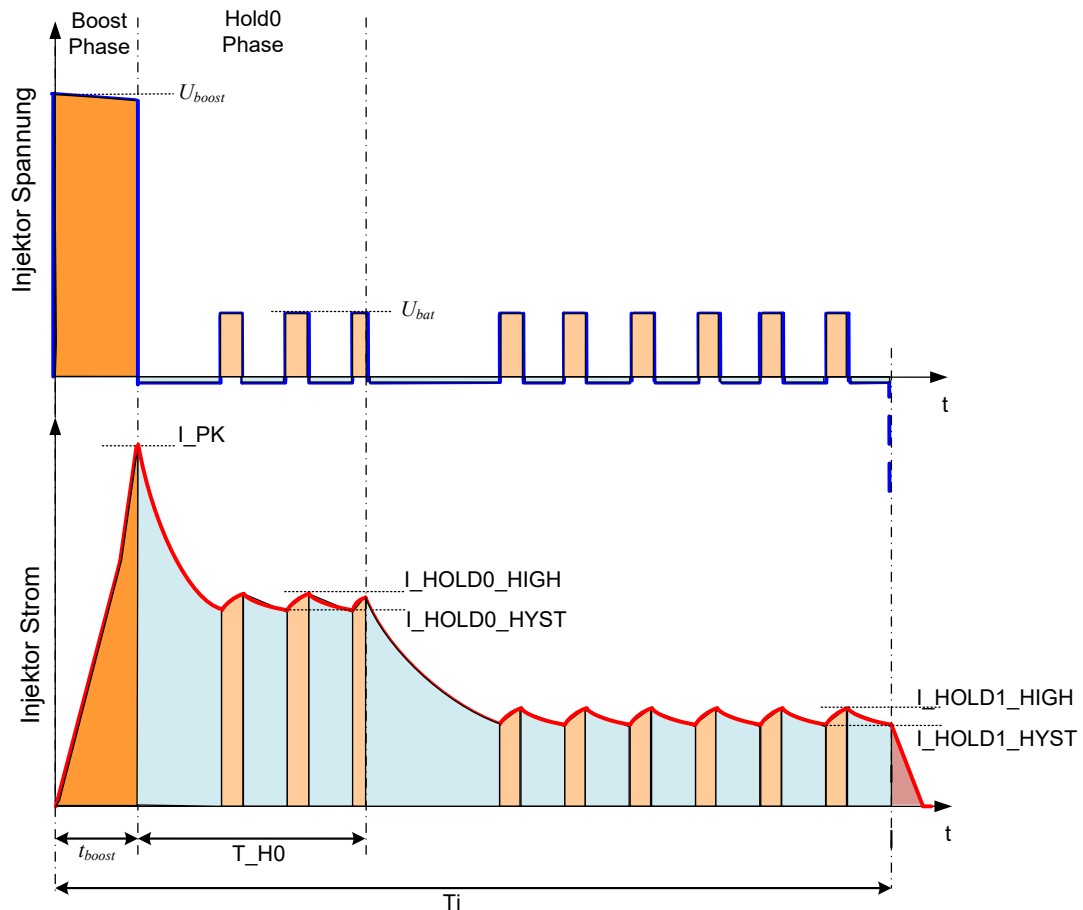 Boost
Phase
Hold0
Phase
Injektor Spannung
U_boost
U_bat
t
Injektor Strom
I_PK
I_HOLD0_HIGH
I_HOLD0_HYST
I_HOLD1_HIGH
I_HOLD1_HYST
t
t_boost
T_H0
Ti